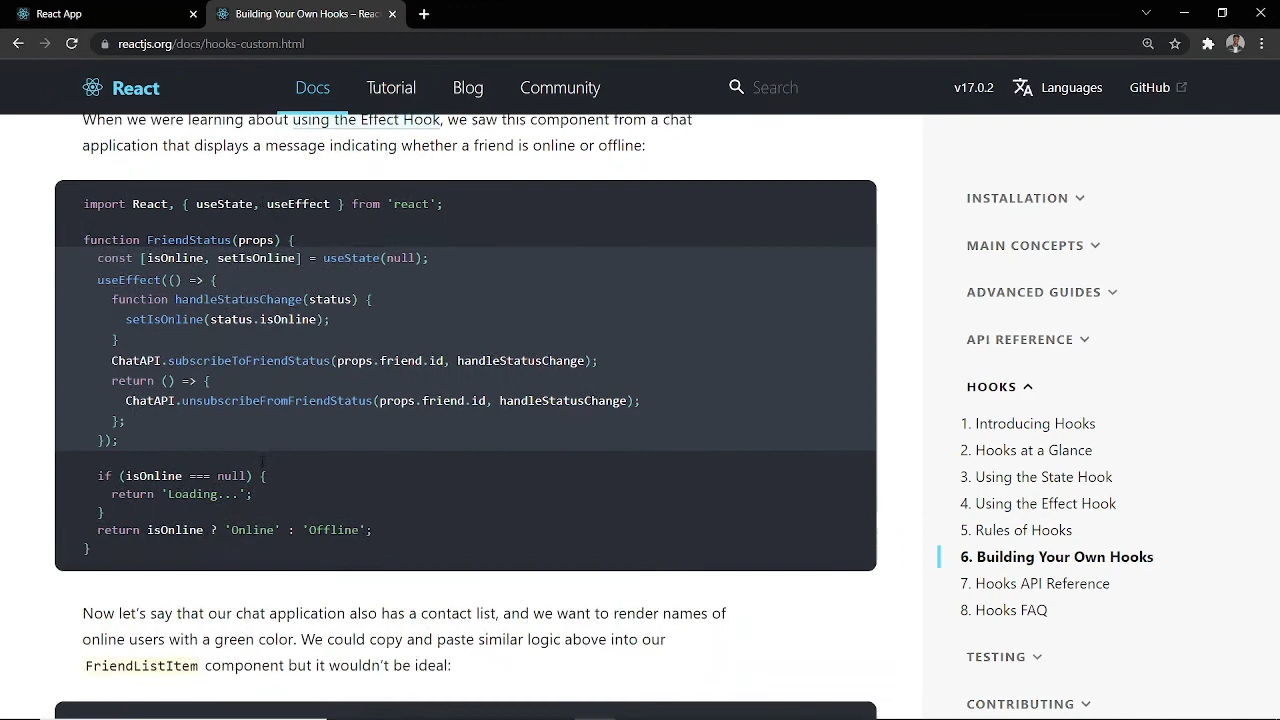 React App
Building Your Own Hooks – Reac
reactjs.org/docs/hooks-custom.html
React
Docs
Tutorial
Blog
Community
Search
v17.0.2
Languages
GitHub
When we were learning about using the Effect Hook, we saw this component from a chat
application that displays a message indicating whether a friend is online or offline:
import React, { useState, useEffect } from 'react';
function FriendStatus(props) {
const [isOnline, setIsOnline] = useState(null);
useEffect(() => {
function handleStatusChange(status) {
setIsOnline(status.isOnline);
}
ChatAPI.subscribeToFriendStatus(props.friend.id, handleStatusChange);
return () => {
ChatAPI.unsubscribeFromFriendStatus(props.friend.id, handleStatusChange);
};
});
if (isOnline === null) {
return 'Loading...';
}
return isOnline ? 'Online' : 'Offline';
}
Now let's say that our chat application also has a contact list, and we want to render names of
online users with a green color. We could copy and paste similar logic above into our
FriendListItem component but it wouldn't be ideal:
INSTALLATION
MAIN CONCEPTS
ADVANCED GUIDES
API REFERENCE
HOOKS
1. Introducing Hooks
2. Hooks at a Glance
3. Using the State Hook
4. Using the Effect Hook
5. Rules of Hooks
6. Building Your Own Hooks
7. Hooks API Reference
8. Hooks FAQ
TESTING
CONTRIBUTING